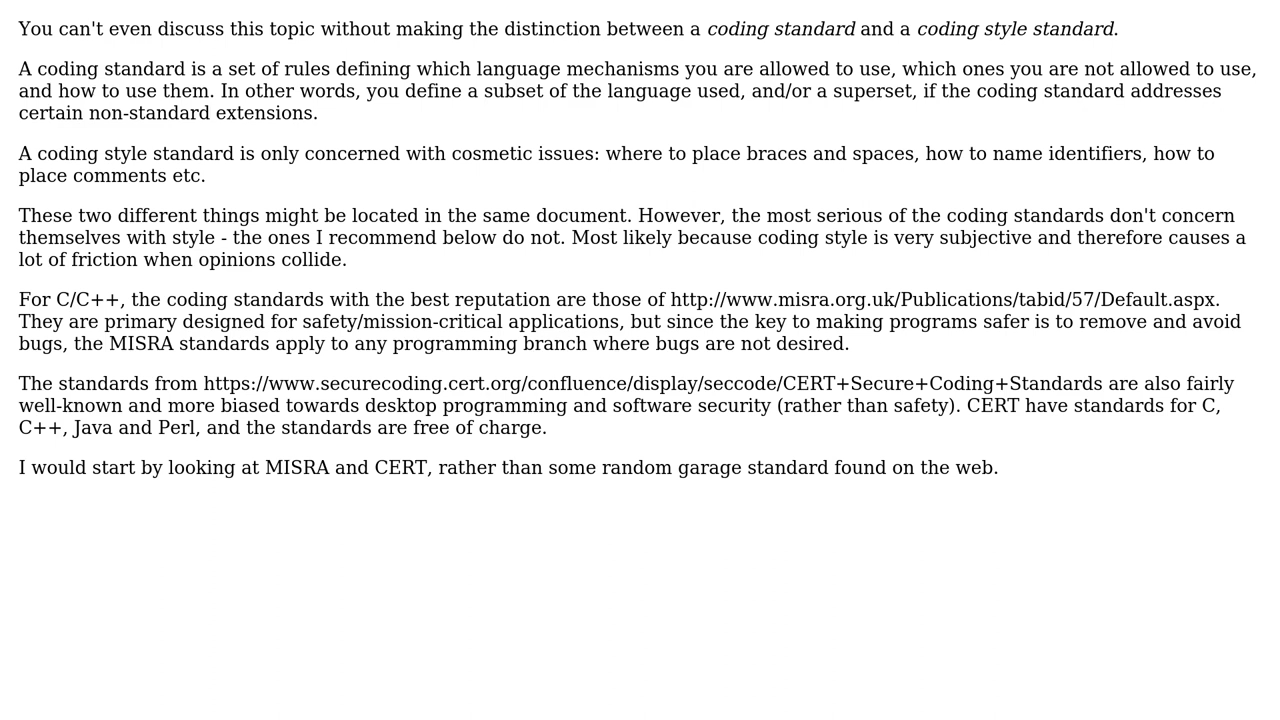 You can't even discuss this topic without making the distinction between a coding standard and a coding style standard.
A coding standard is a set of rules defining which language mechanisms you are allowed to use, which ones you are not allowed to use,
and how to use them. In other words, you define a subset of the language used, and/or a superset, if the coding standard addresses
certain non-standard extensions.
A coding style standard is only concerned with cosmetic issues: where to place braces and spaces, how to name identifiers, how to
place comments etc.
These two different things might be located in the same document. However, the most serious of the coding standards don't concern
themselves with style - the ones I recommend below do not. Most likely because coding style is very subjective and therefore causes a
lot of friction when opinions collide.
For C/C++, the coding standards with the best reputation are those of http://www.misra.org.uk/Publications/tabid/57/Default.aspx.
They are primary designed for safety/mission-critical applications, but since the key to making programs safer is to remove and avoid
bugs, the MISRA standards apply to any programming branch where bugs are not desired.
The standards from https://www.securecoding.cert.org/confluence/display/seccode/CERT+Secure+Coding+Standards are also fairly
well-known and more biased towards desktop programming and software security (rather than safety). CERT have standards for C,
C++, Java and Perl, and the standards are free of charge.
I would start by looking at MISRA and CERT, rather than some random garage standard found on the web.